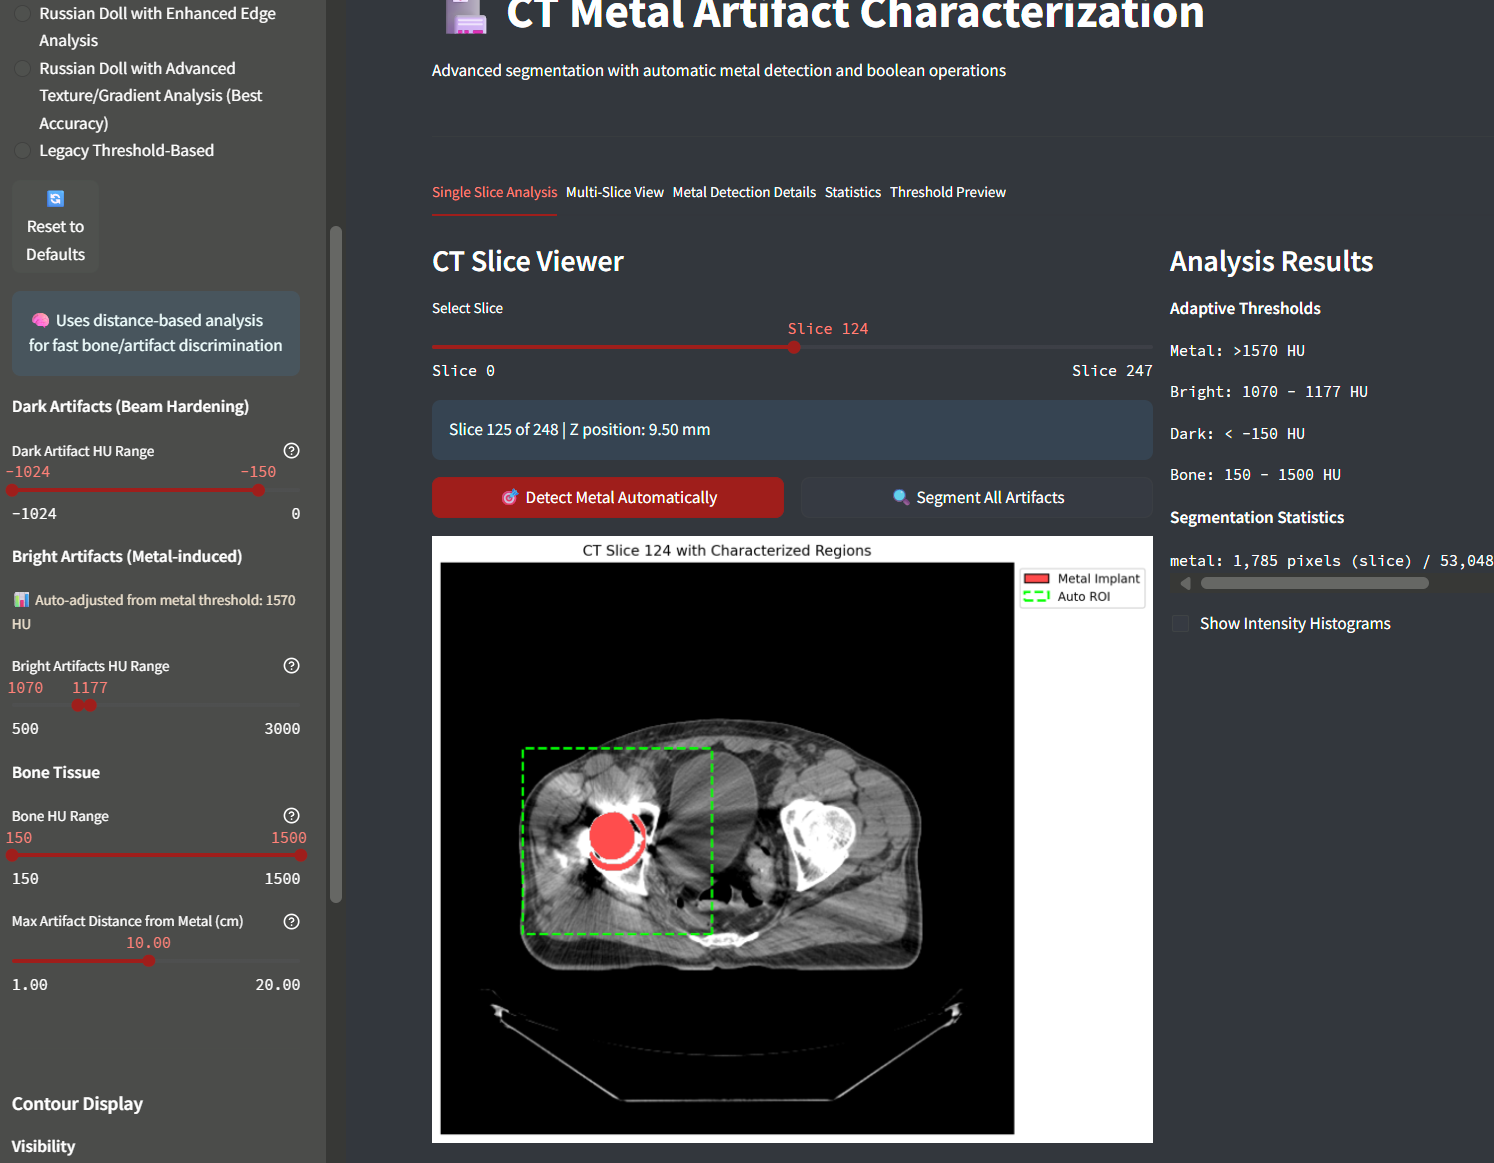 Russian Doll with Enhanced Edge
Analysis
Russian Doll with Advanced
Texture/Gradient Analysis (Best
Accuracy)
Legacy Threshold-Based
Reset to
Defaults
Uses distance-based analysis
for fast bone/artifact discrimination
Dark Artifacts (Beam Hardening)
Dark Artifact HU Range
-1024 -150
-1024 0
Bright Artifacts (Metal-induced)
Auto-adjusted from metal threshold: 1570
HU
Bright Artifacts HU Range
1070 1177
500 3000
Bone Tissue
Bone HU Range
150 1500
150 1500
Max Artifact Distance from Metal (cm)
10.00
1.00 20.00
Contour Display
Visibility
CT Metal Artifact Characterization
Advanced segmentation with automatic metal detection and boolean operations
Single Slice Analysis Multi-Slice View Metal Detection Details Statistics Threshold Preview
CT Slice Viewer
Select Slice
Slice 124
Slice 0 Slice 247
Slice 125 of 248 | Z position: 9.50 mm
Detect Metal Automatically Segment All Artifacts
CT Slice 124 with Characterized Regions
Metal Implant
Auto ROI
Analysis Results
Adaptive Thresholds
Metal: >1570 HU
Bright: 1070 - 1177 HU
Dark: < -150 HU
Bone: 150 - 1500 HU
Segmentation Statistics
metal: 1,785 pixels (slice) / 53,048
Show Intensity Histograms